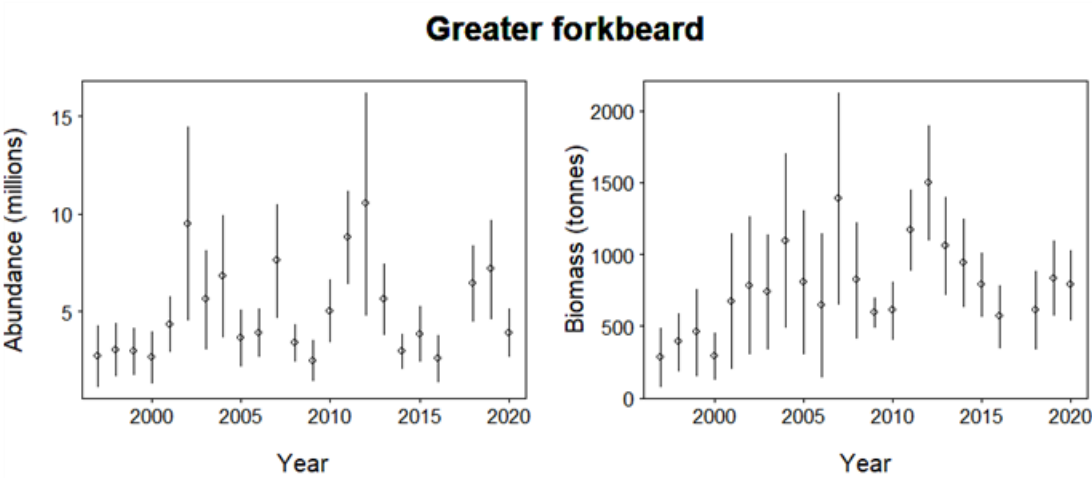 Greater forkbeard
Abundance (millions)
15
10
5
2000 2005 2010 2015 2020
Year
Biomass (tonnes)
2000
1500
1000
500
0
2000 2005 2010 2015 2020
Year